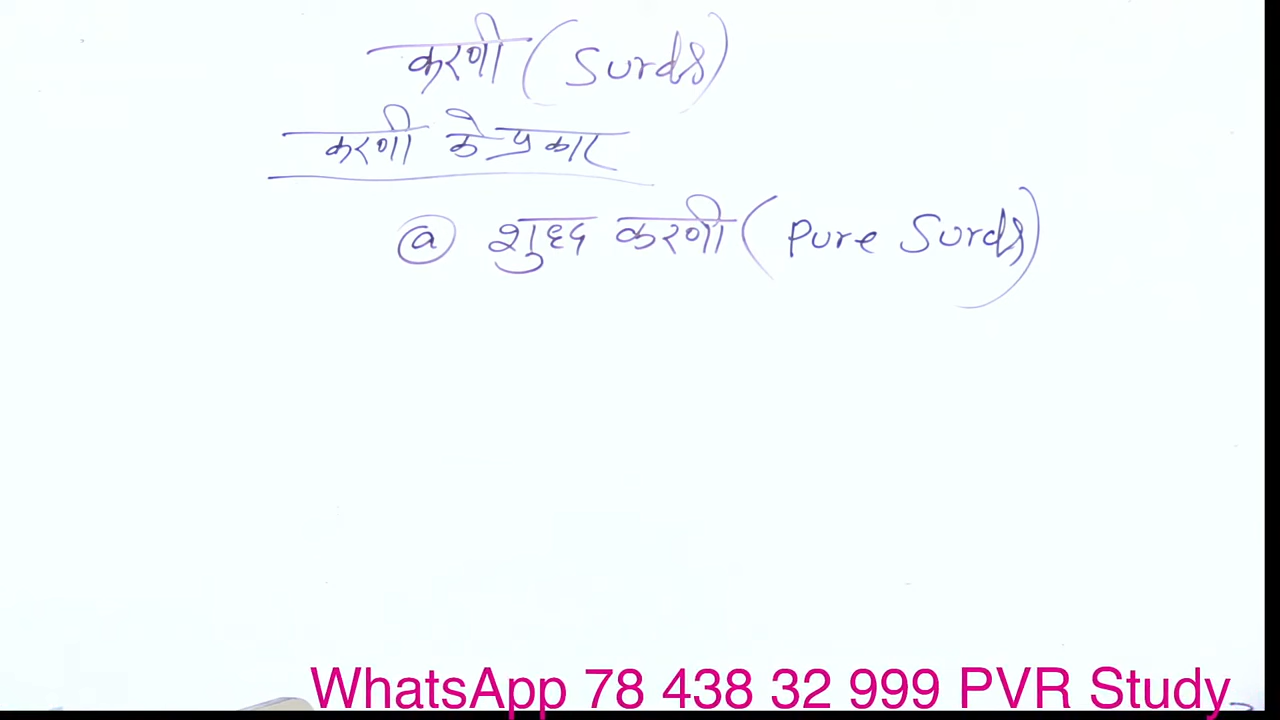 करणी (Surds)
करणी के प्रकार
ⓐ शुध्द करणी (Pure Surds)
WhatsApp 78 438 32 999 PVR Study